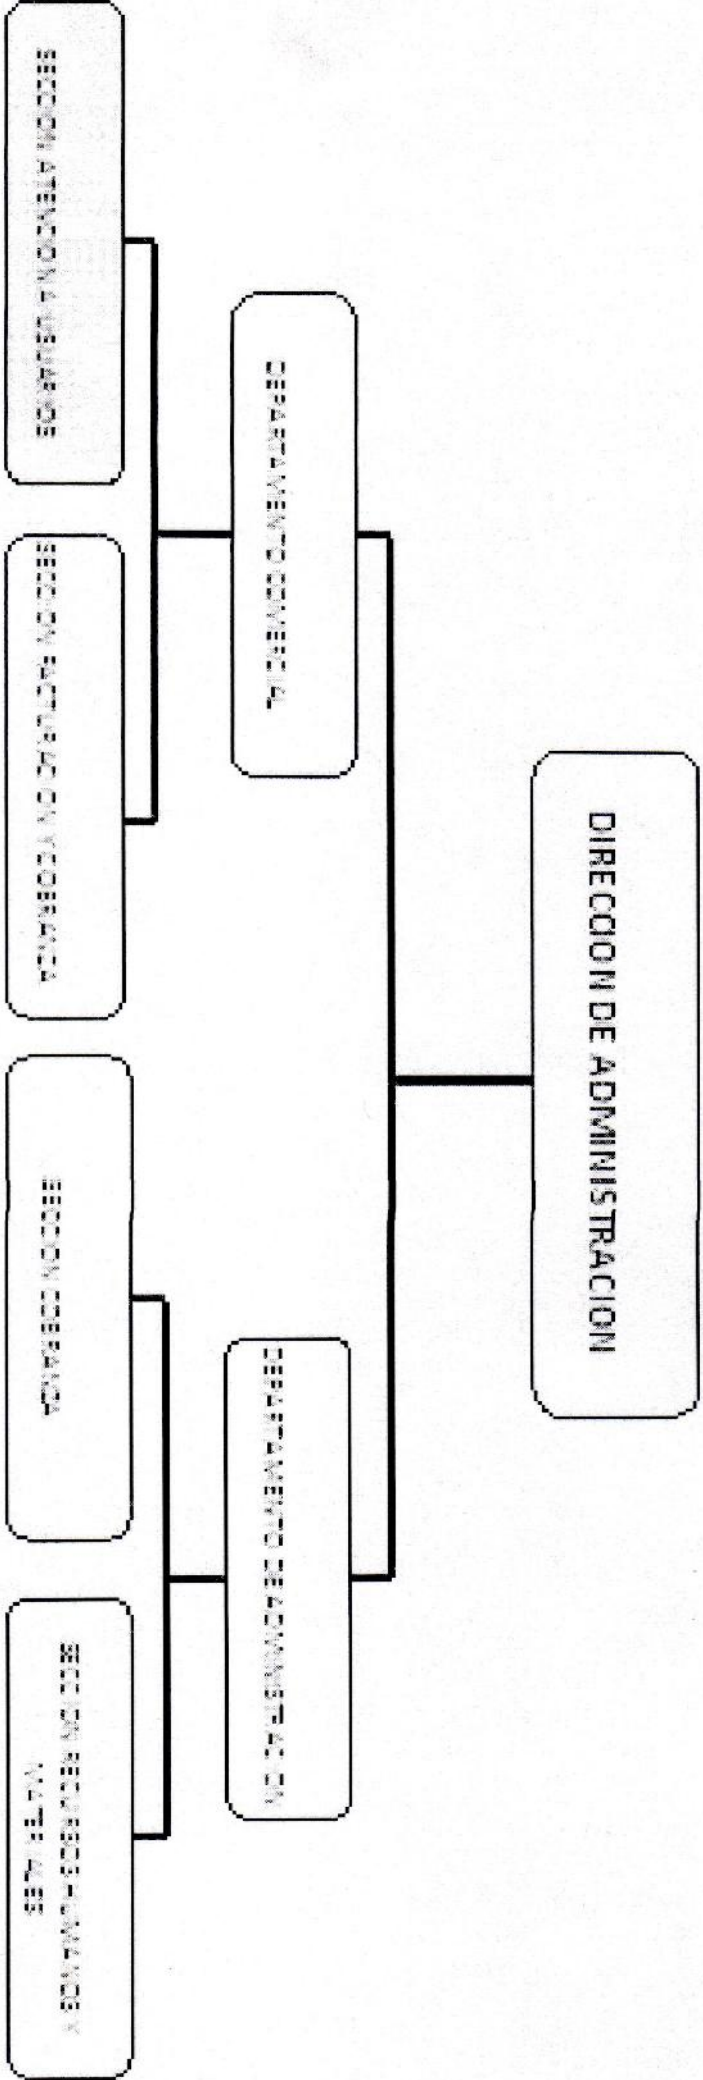 DIRECCION DE ADMINISTRACION
DEPARTAMENTO COMERCIAL
DEPARTAMENTO DE ADMINISTRACION
SECCION ATENCION A USUARIOS
SECCION FACTURACION Y COBRANZA
SECCION COBRANZA
SECCION RECURSOS HUMANOS Y
MATERIALES